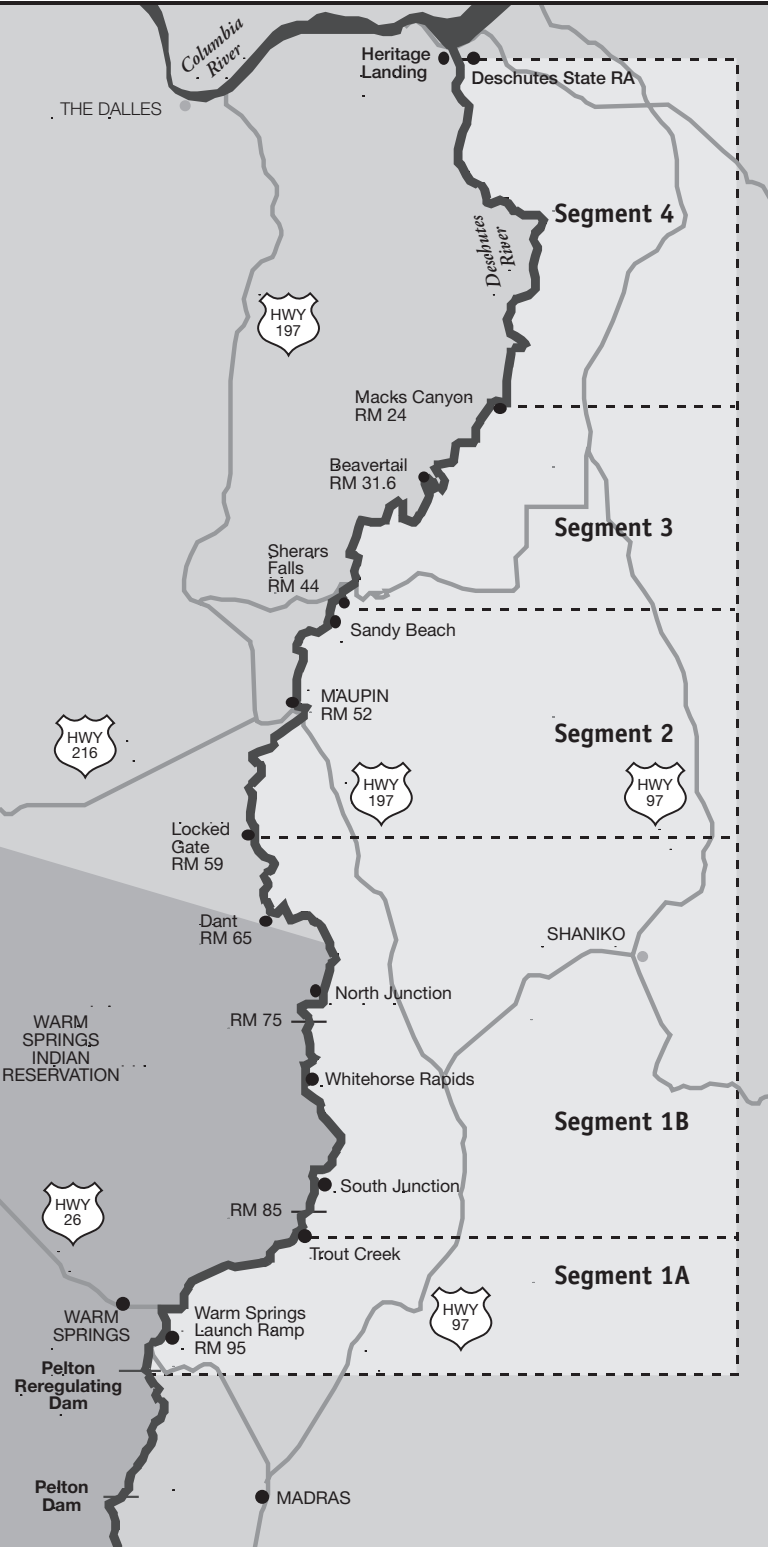 Columbia
River
Heritage
Landing
Deschutes State RA
THE DALLES
Segment 4
Deschutes
River
HWY
197
Macks Canyon
RM 24
Beavertail
RM 31.6
Segment 3
Sherars
Falls
RM 44
Sandy Beach
MAUPIN
RM 52
HWY
216
Segment 2
HWY
197
HWY
97
Locked
Gate
RM 59
Dant
RM 65
SHANIKO
North Junction
RM 75
WARM
SPRINGS
INDIAN
RESERVATION
Whitehorse Rapids
Segment 1B
South Junction
HWY
26
RM 85
Trout Creek
Segment 1A
WARM
SPRINGS
Warm Springs
Launch Ramp
RM 95
HWY
97
Pelton
Reregulating
Dam
Pelton
Dam
MADRAS